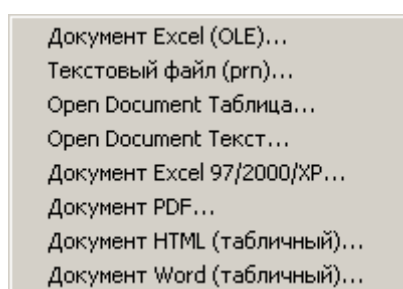 Документ Excel (OLE)...
Текстовый файл (prn)...
Open Document Таблица...
Open Document Текст...
Документ Excel 97/2000/XP...
Документ PDF...
Документ HTML (табличный)...
Документ Word (табличный)...